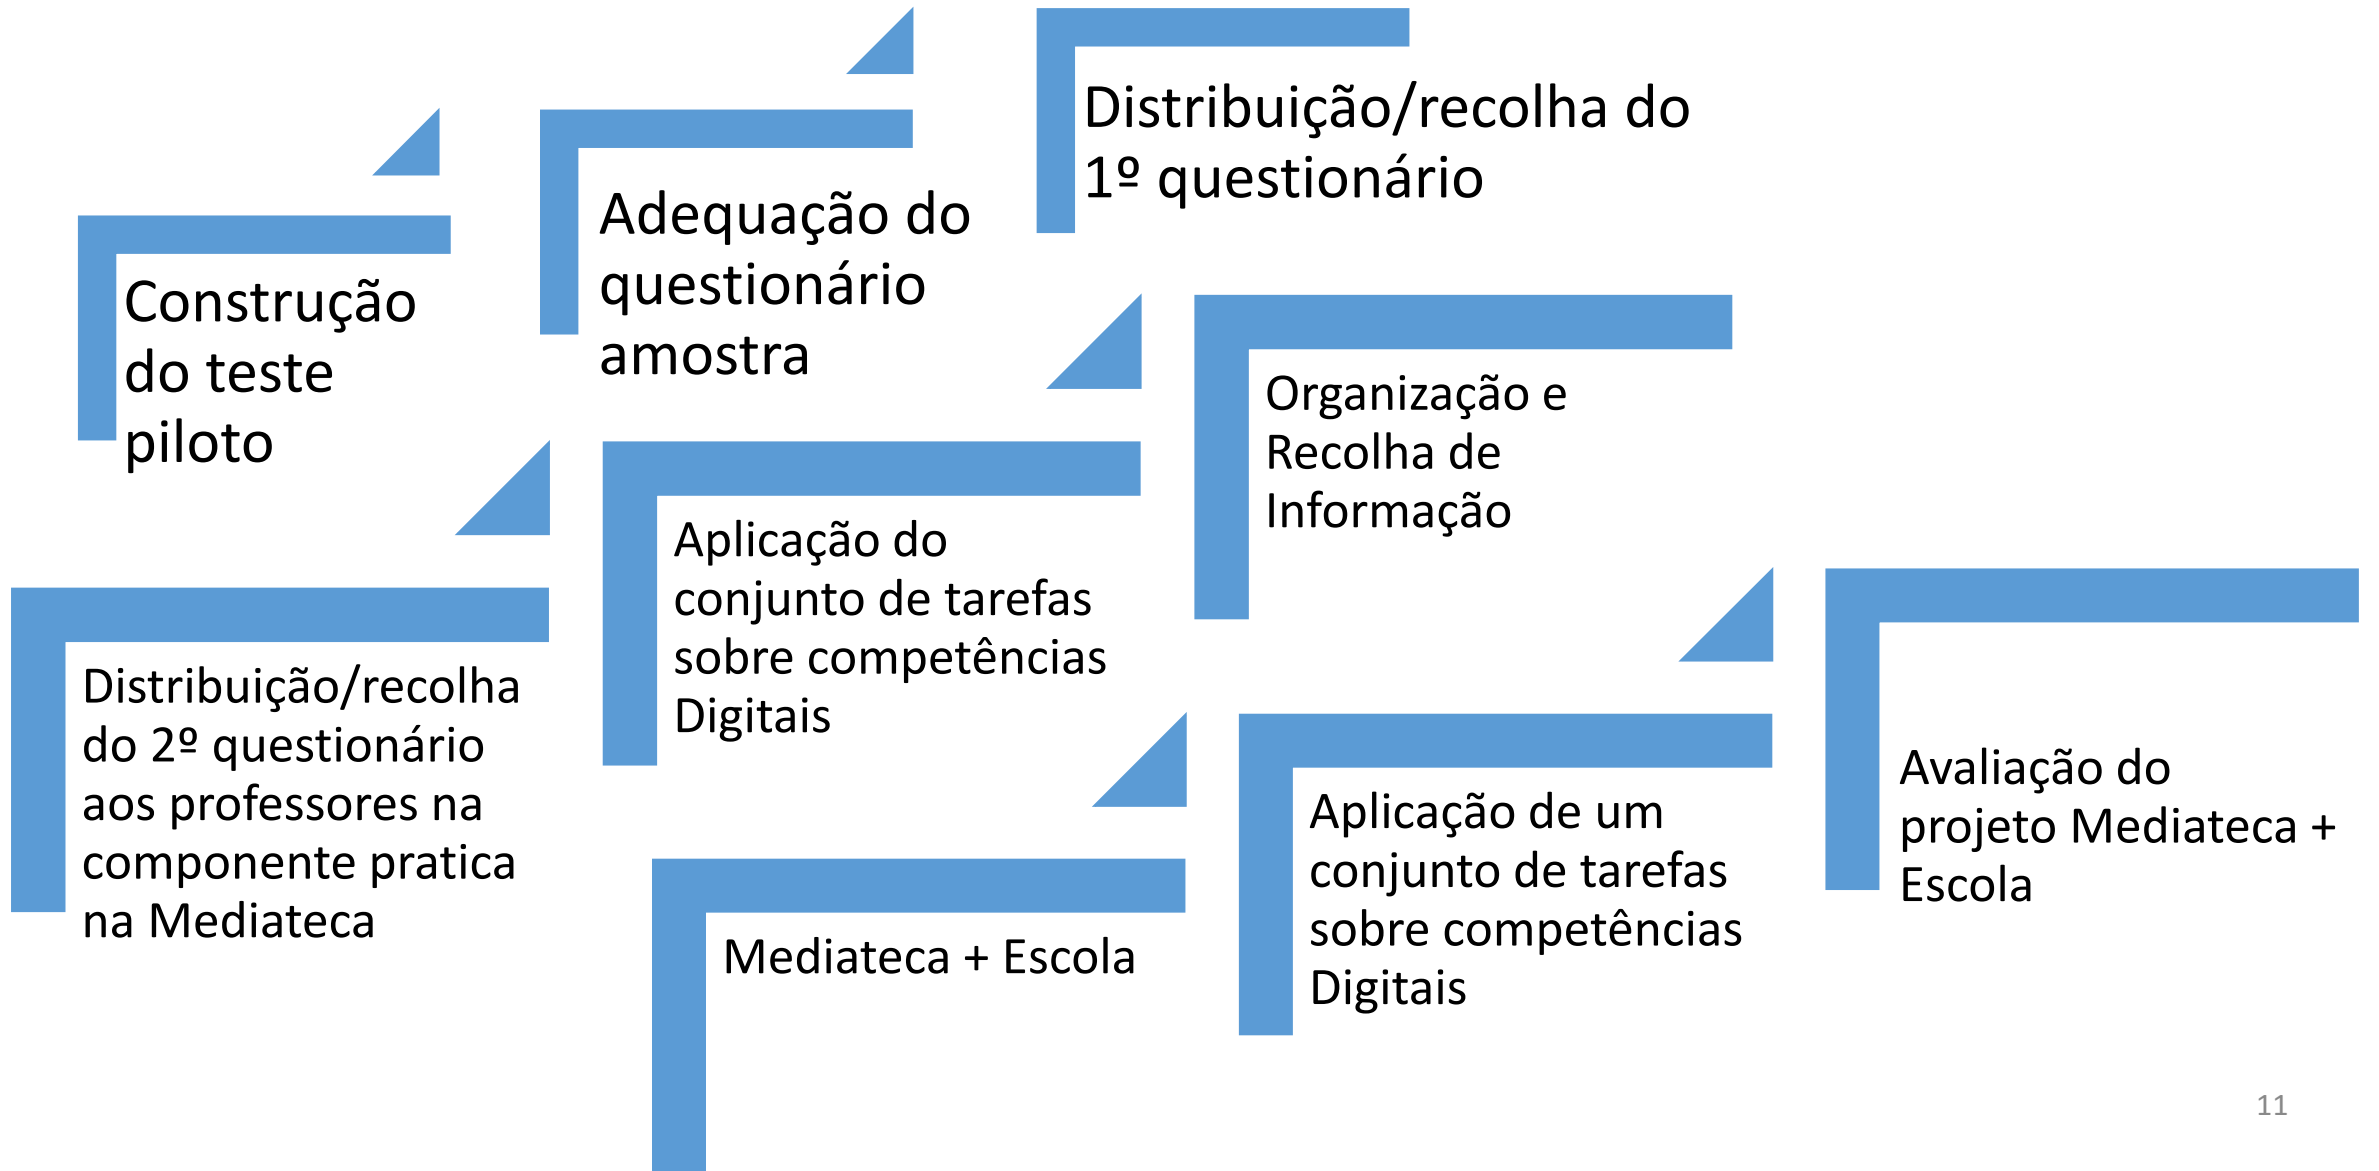 Construção
do teste
piloto
Adequação do
questionário
amostra
Distribuição/recolha do
1º questionário
Distribuição/recolha
do 2º questionário
aos professores na
componente pratica
na Mediateca
Aplicação do
conjunto de tarefas
sobre competências
Digitais
Organização e
Recolha de
Informação
Mediateca + Escola
Aplicação de um
conjunto de tarefas
sobre competências
Digitais
Avaliação do
projeto Mediateca +
Escola
11